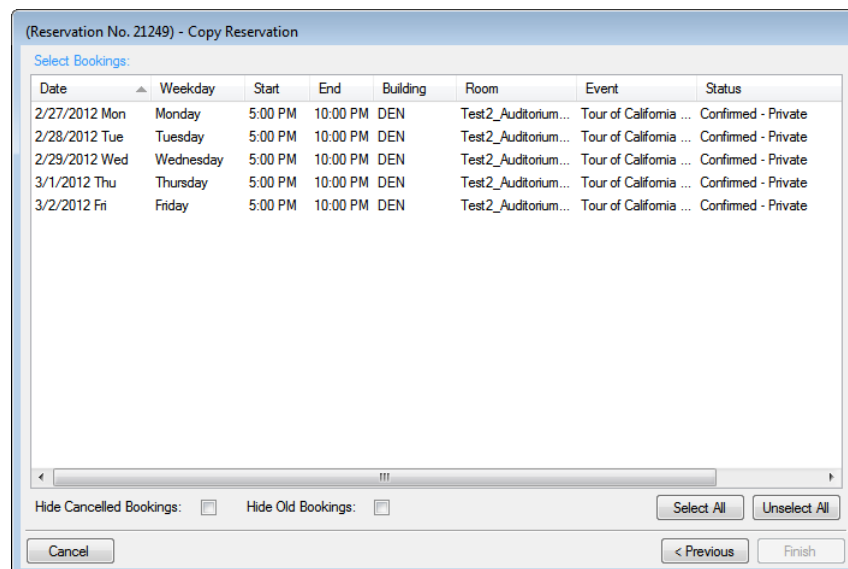 (Reservation No. 21249) - Copy Reservation
Select Bookings:
Date Weekday Start End Building Room Event Status
2/27/2012 Mon Monday 5:00 PM 10:00 PM DEN Test2_Auditorium... Tour of California ... Confirmed - Private
2/28/2012 Tue Tuesday 5:00 PM 10:00 PM DEN Test2_Auditorium... Tour of California ... Confirmed - Private
2/29/2012 Wed Wednesday 5:00 PM 10:00 PM DEN Test2_Auditorium... Tour of California ... Confirmed - Private
3/1/2012 Thu Thursday 5:00 PM 10:00 PM DEN Test2_Auditorium... Tour of California ... Confirmed - Private
3/2/2012 Fri Friday 5:00 PM 10:00 PM DEN Test2_Auditorium... Tour of California ... Confirmed - Private
Hide Cancelled Bookings: Hide Old Bookings: Select All Unselect All
Cancel < Previous Finish